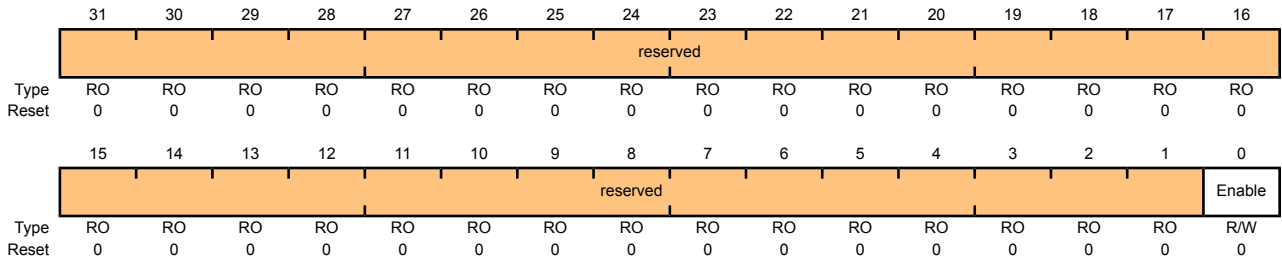 31 30 29 28 27 26 25 24 23 22 21 20 19 18 17 16
reserved
Type RO RO RO RO RO RO RO RO RO RO RO RO RO RO RO RO
Reset 0 0 0 0 0 0 0 0 0 0 0 0 0 0 0 0
15 14 13 12 11 10 9 8 7 6 5 4 3 2 1 0
reserved Enable
Type RO RO RO RO RO RO RO RO RO RO RO RO RO RO RO R/W
Reset 0 0 0 0 0 0 0 0 0 0 0 0 0 0 0 0